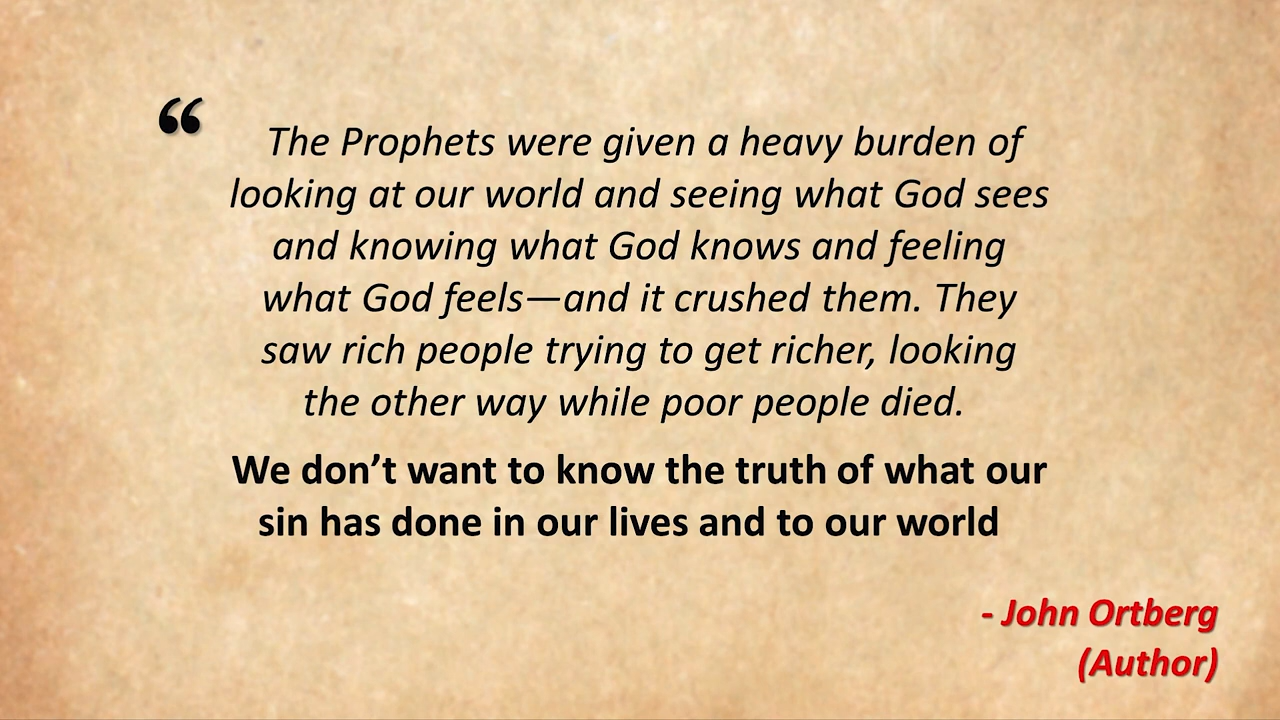 “
The Prophets were given a heavy burden of
looking at our world and seeing what God sees
and knowing what God knows and feeling
what God feels—and it crushed them. They
saw rich people trying to get richer, looking
the other way while poor people died.
We don’t want to know the truth of what our
sin has done in our lives and to our world
- John Ortberg
(Author)